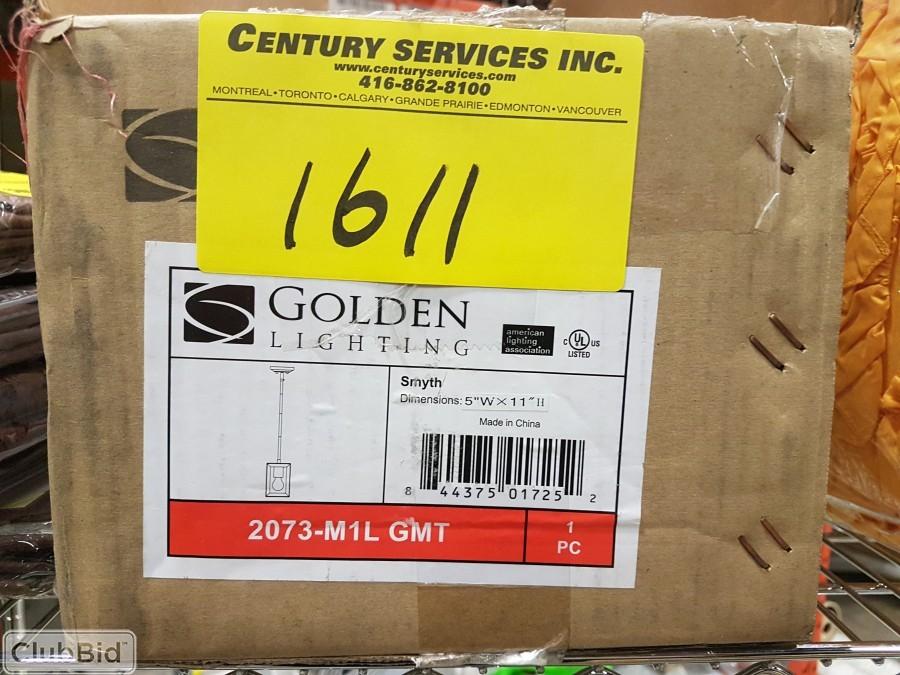 CENTURY SERVICES INC.
www.centuryservices.com
416-862-8100
MONTREAL•TORONTO•CALGARY•GRANDE PRAIRIE•EDMONTON•VANCOUVER
1611
GOLDEN
LIGHTING
american
lighting
association
C UL US
LISTED
Smyth
Dimensions: 5"W×11"H
Made in China
8 44375 01725 2
2073-M1L GMT
1
PC
ClubBid